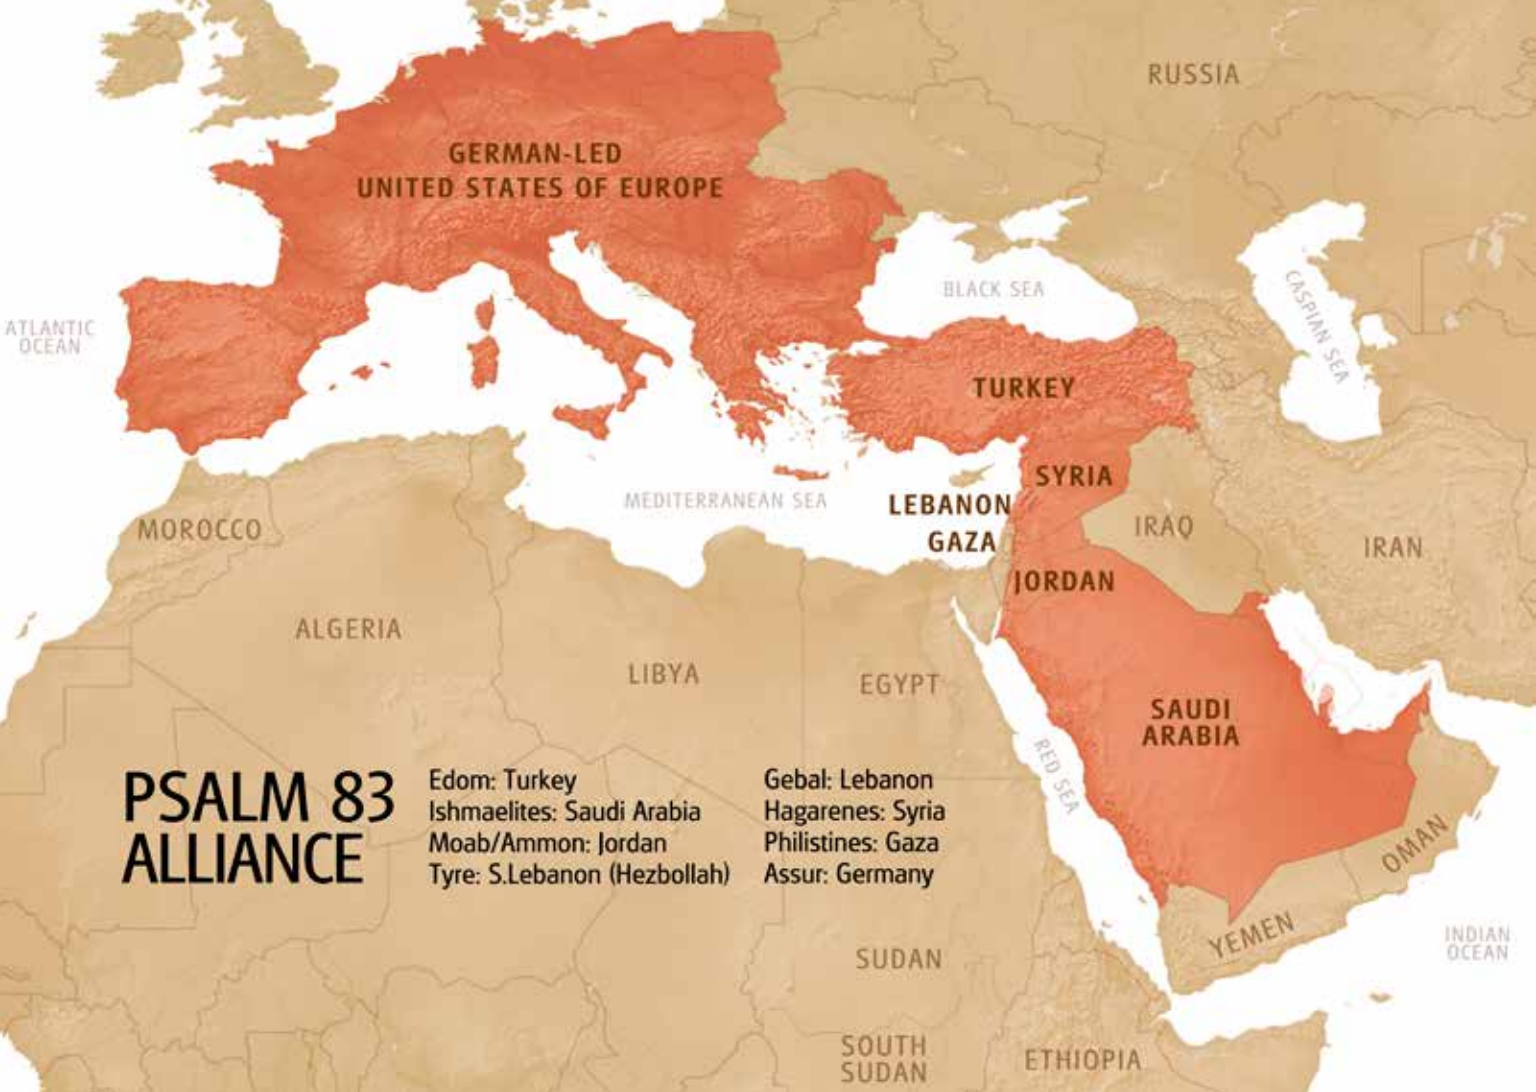 RUSSIA
GERMAN-LED
UNITED STATES OF EUROPE
BLACK SEA
CASPIAN SEA
ATLANTIC
OCEAN
TURKEY
SYRIA
MEDITERRANEAN SEA
LEBANON
GAZA
MOROCCO
IRAQ
IRAN
JORDAN
ALGERIA
LIBYA
EGYPT
SAUDI
ARABIA
RED SEA
PSALM 83
ALLIANCE
Edom: Turkey
Ishmaelites: Saudi Arabia
Moab/Ammon: Jordan
Tyre: S.Lebanon (Hezbollah)
Gebal: Lebanon
Hagarenes: Syria
Philistines: Gaza
Assur: Germany
OMAN
YEMEN
INDIAN
OCEAN
SUDAN
SOUTH
SUDAN
ETHIOPIA